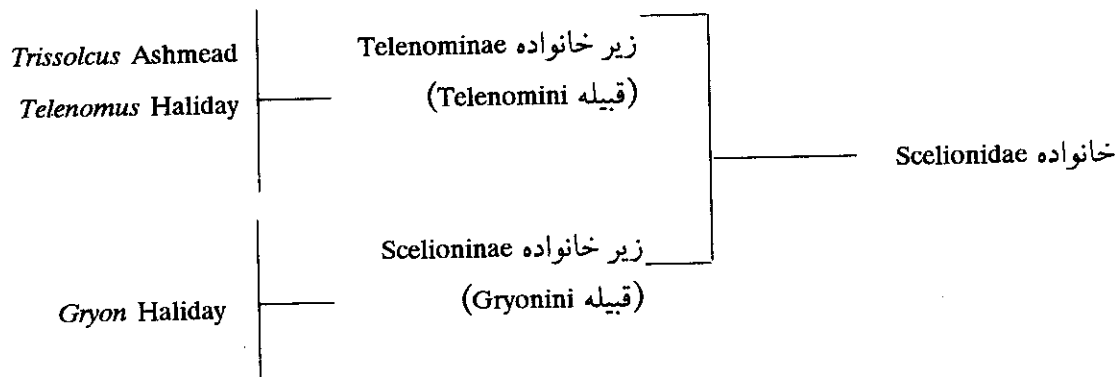 خانواده Scelionidae
زیر خانواده Telenominae
(قبیله Telenomini)
Trissolcus Ashmead
Telenomus Haliday
زیر خانواده Scelioninae
(قبیله Gryonini)
Gryon Haliday